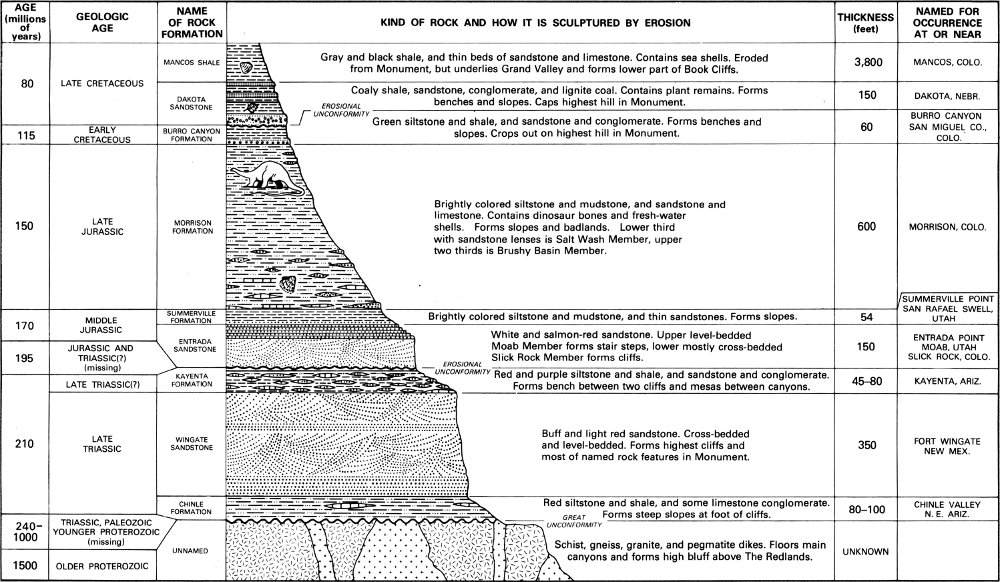 AGE
(millions
of
years)
GEOLOGIC
AGE
NAME
OF ROCK
FORMATION
KIND OF ROCK AND HOW IT IS SCULPTURED BY EROSION
THICKNESS
(feet)
NAMED FOR
OCCURRENCE
AT OR NEAR
80
LATE CRETACEOUS
MANCOS SHALE
Gray and black shale, and thin beds of sandstone and limestone. Contains sea shells. Eroded
from Monument, but underlies Grand Valley and forms lower part of Book Cliffs.
3,800
MANCOS, COLO.
DAKOTA
SANDSTONE
Coaly shale, sandstone, conglomerate, and lignite coal. Contains plant remains. Forms
benches and slopes. Caps highest hill in Monument.
150
DAKOTA, NEBR.
EROSIONAL
UNCONFORMITY
115
EARLY
CRETACEOUS
BURRO CANYON
FORMATION
Green siltstone and shale, and sandstone and conglomerate. Forms benches and
slopes. Crops out on highest hill in Monument.
60
BURRO CANYON
SAN MIGUEL CO.,
COLO.
150
LATE
JURASSIC
MORRISON
FORMATION
Brightly colored siltstone and mudstone, and sandstone and
limestone. Contains dinosaur bones and fresh-water
shells. Forms slopes and badlands. Lower third
with sandstone lenses is Salt Wash Member, upper
two thirds is Brushy Basin Member.
600
MORRISON, COLO.
170
MIDDLE
JURASSIC
SUMMERVILLE
FORMATION
Brightly colored siltstone and mudstone, and thin sandstones. Forms slopes.
54
SUMMERVILLE POINT
SAN RAFAEL SWELL,
UTAH
ENTRADA
SANDSTONE
White and salmon-red sandstone. Upper level-bedded
Moab Member forms stair steps, lower mostly cross-bedded
Slick Rock Member forms cliffs.
150
ENTRADA POINT
MOAB, UTAH
SLICK ROCK, COLO.
195
JURASSIC AND
TRIASSIC(?)
(missing)
EROSIONAL
UNCONFORMITY
LATE TRIASSIC(?)
KAYENTA
FORMATION
Red and purple siltstone and shale, and sandstone and conglomerate.
Forms bench between two cliffs and mesas between canyons.
45–80
KAYENTA, ARIZ.
210
LATE
TRIASSIC
WINGATE
SANDSTONE
Buff and light red sandstone. Cross-bedded
and level-bedded. Forms highest cliffs and
most of named rock features in Monument.
350
FORT WINGATE
NEW MEX.
CHINLE
FORMATION
Red siltstone and shale, and some limestone conglomerate.
Forms steep slopes at foot of cliffs.
80–100
CHINLE VALLEY
N. E. ARIZ.
GREAT
UNCONFORMITY
240–
1000
TRIASSIC, PALEOZOIC
YOUNGER PROTEROZOIC
(missing)
UNNAMED
Schist, gneiss, granite, and pegmatite dikes. Floors main
canyons and forms high bluff above The Redlands.
UNKNOWN
1500
OLDER PROTEROZOIC